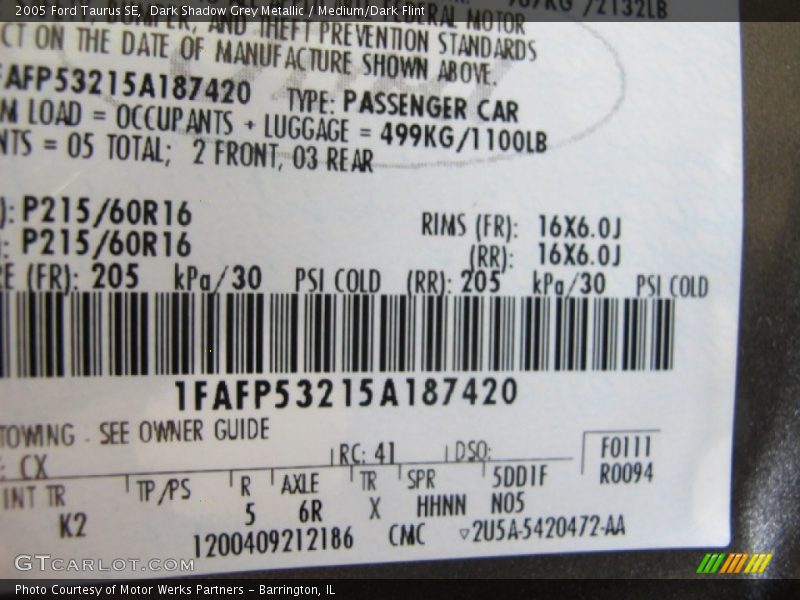 2005 Ford Taurus SE, Dark Shadow Grey Metallic / Medium/Dark Flint
/2132LB
BUMPER, AND THEFT PREVENTION STANDARDS FEDERAL MOTOR
CT ON THE DATE OF MANUFACTURE SHOWN ABOVE.
FAFP53215A187420 TYPE: PASSENGER CAR
M LOAD = OCCUPANTS + LUGGAGE = 499KG/1100LB
NTS = 05 TOTAL; 2 FRONT, 03 REAR
): P215/60R16 RIMS (FR): 16X6.0J
: P215/60R16 (RR): 16X6.0J
E (FR): 205 kPa/30 PSI COLD (RR): 205 kPa/30 PSI COLD
1FAFP53215A187420
TOWING - SEE OWNER GUIDE
: CX RC: 41 DSO: F0111
R0094
INT TR TP/PS R AXLE TR SPR 5DD1F
K2 5 6R X HHNN N05
1200409212186 CMC ▽2U5A-5420472-AA
GTCARLOT.COM
Photo Courtesy of Motor Werks Partners - Barrington, IL